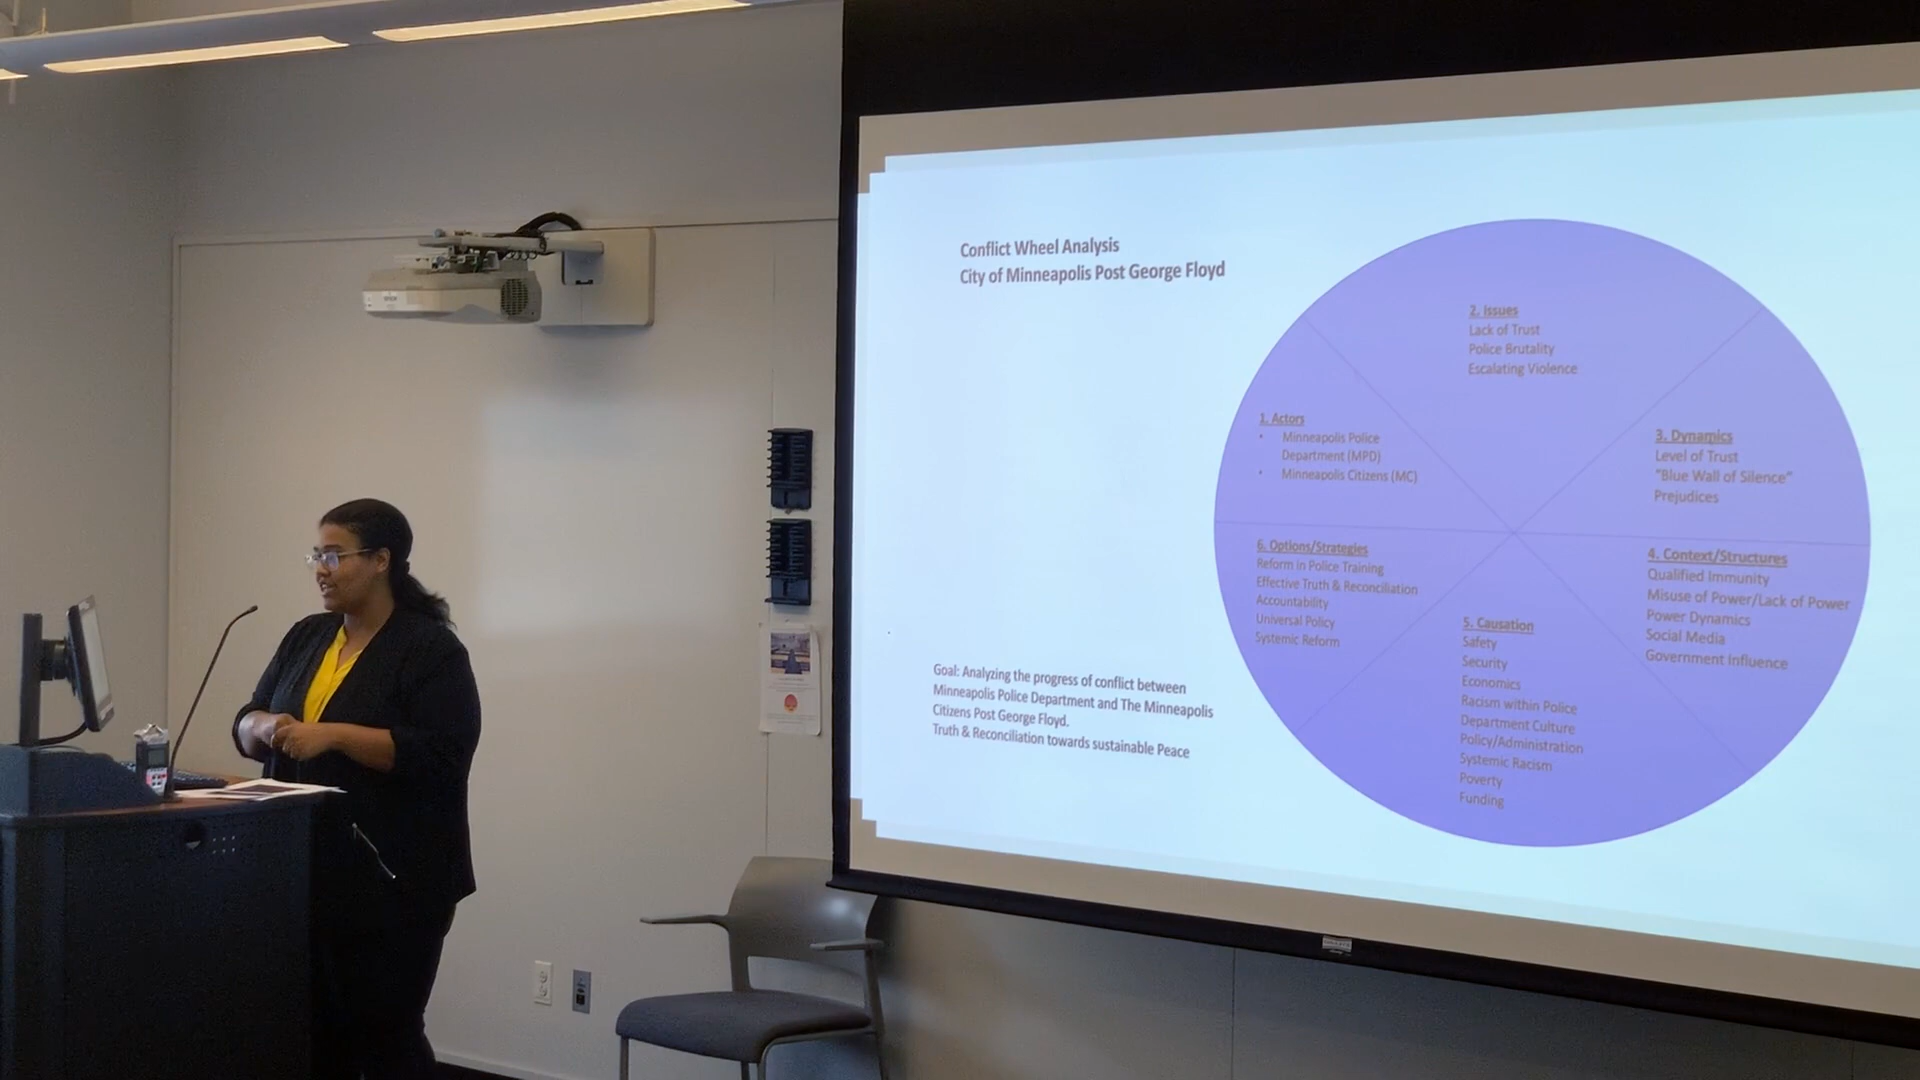 Conflict Wheel Analysis
City of Minneapolis Post George Floyd
2. Issues
Lack of Trust
Police Brutality
Escalating Violence
1. Actors
• Minneapolis Police
Department (MPD)
• Minneapolis Citizens (MC)
3. Dynamics
Level of Trust
"Blue Wall of Silence"
Prejudices
4. Context/Structures
Qualified Immunity
Misuse of Power/Lack of Power
Power Dynamics
Social Media
Government Influence
5. Causation
Safety
Security
Economics
Racism within Police
Department Culture
Policy/Administration
Systemic Racism
Poverty
Funding
6. Options/Strategies
Reform in Police Training
Effective Truth & Reconciliation
Accountability
Universal Policy
Systemic Reform
Goal: Analyzing the progress of conflict between
Minneapolis Police Department and The Minneapolis
Citizens Post George Floyd.
Truth & Reconciliation towards sustainable Peace